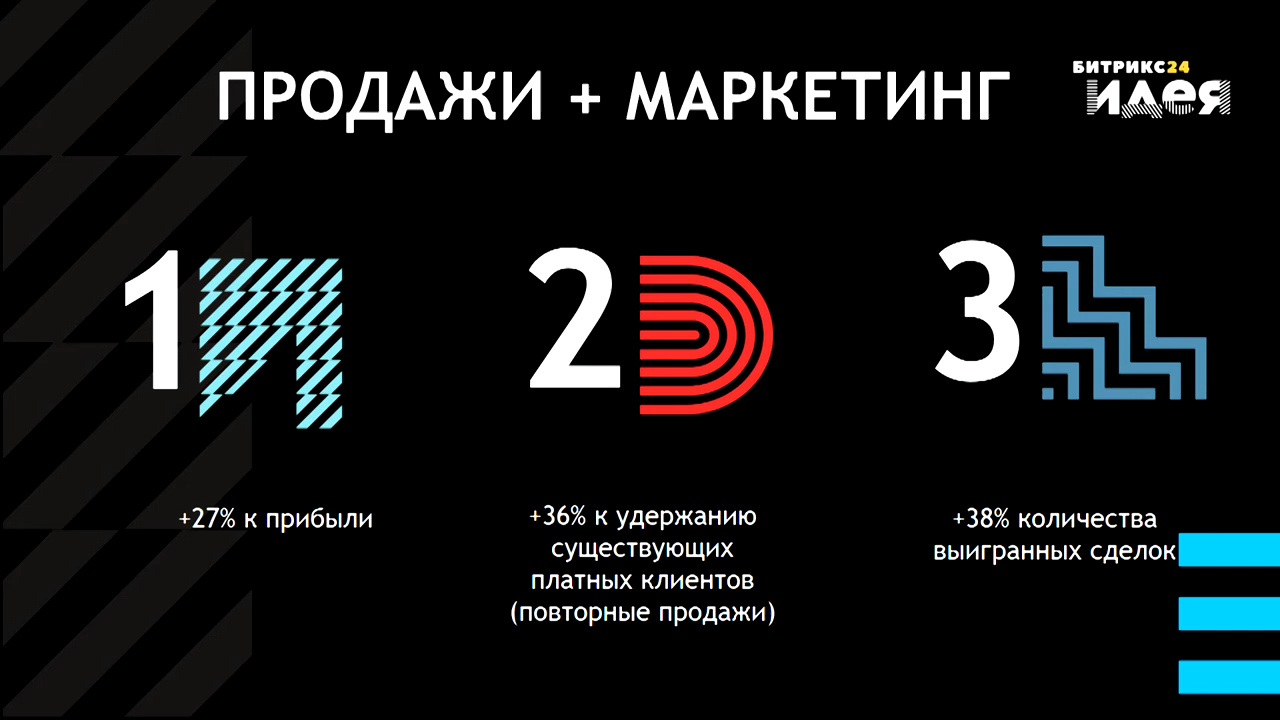 ПРОДАЖИ + МАРКЕТИНГ
БИТРИКС24
идея
1
+27% к прибыли
2
+36% к удержанию
существующих
платных клиентов
(повторные продажи)
3
+38% количества
выигранных сделок